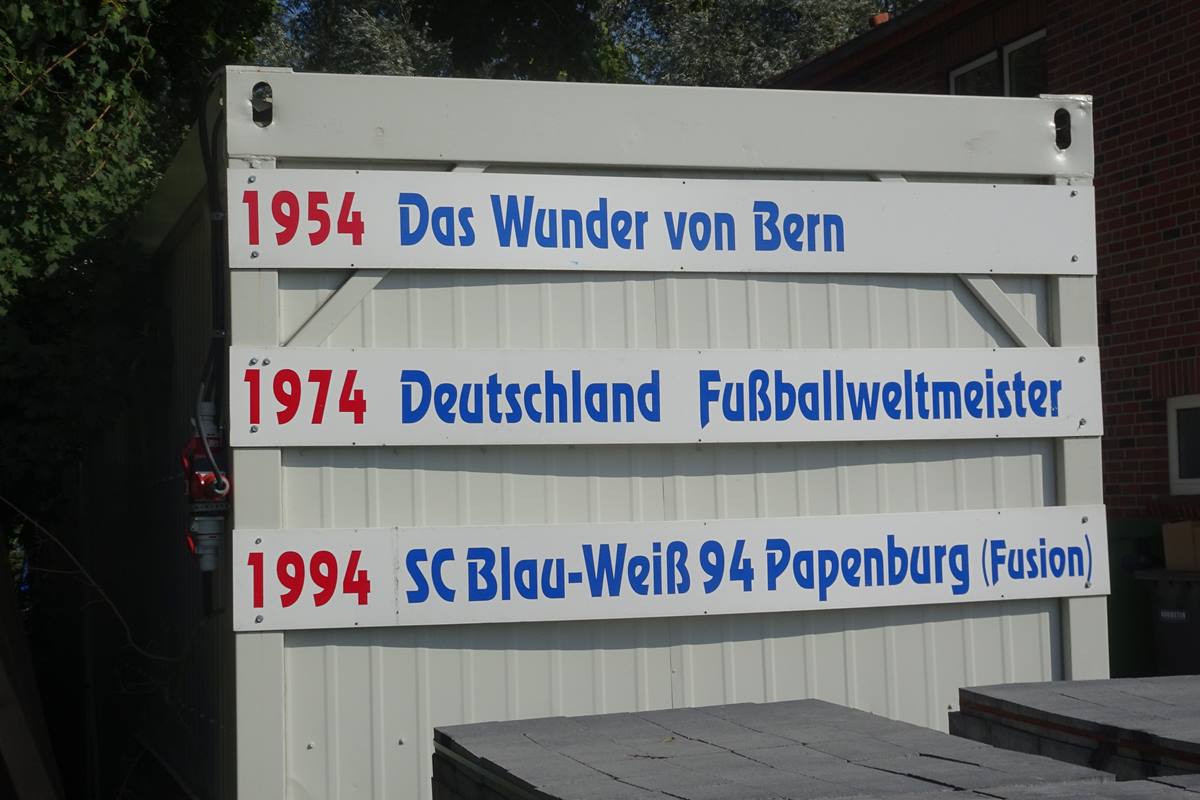 1954 Das Wunder von Bern
1974 Deutschland Fußballweltmeister
1994 SC Blau-Weiß 94 Papenburg (Fusion)